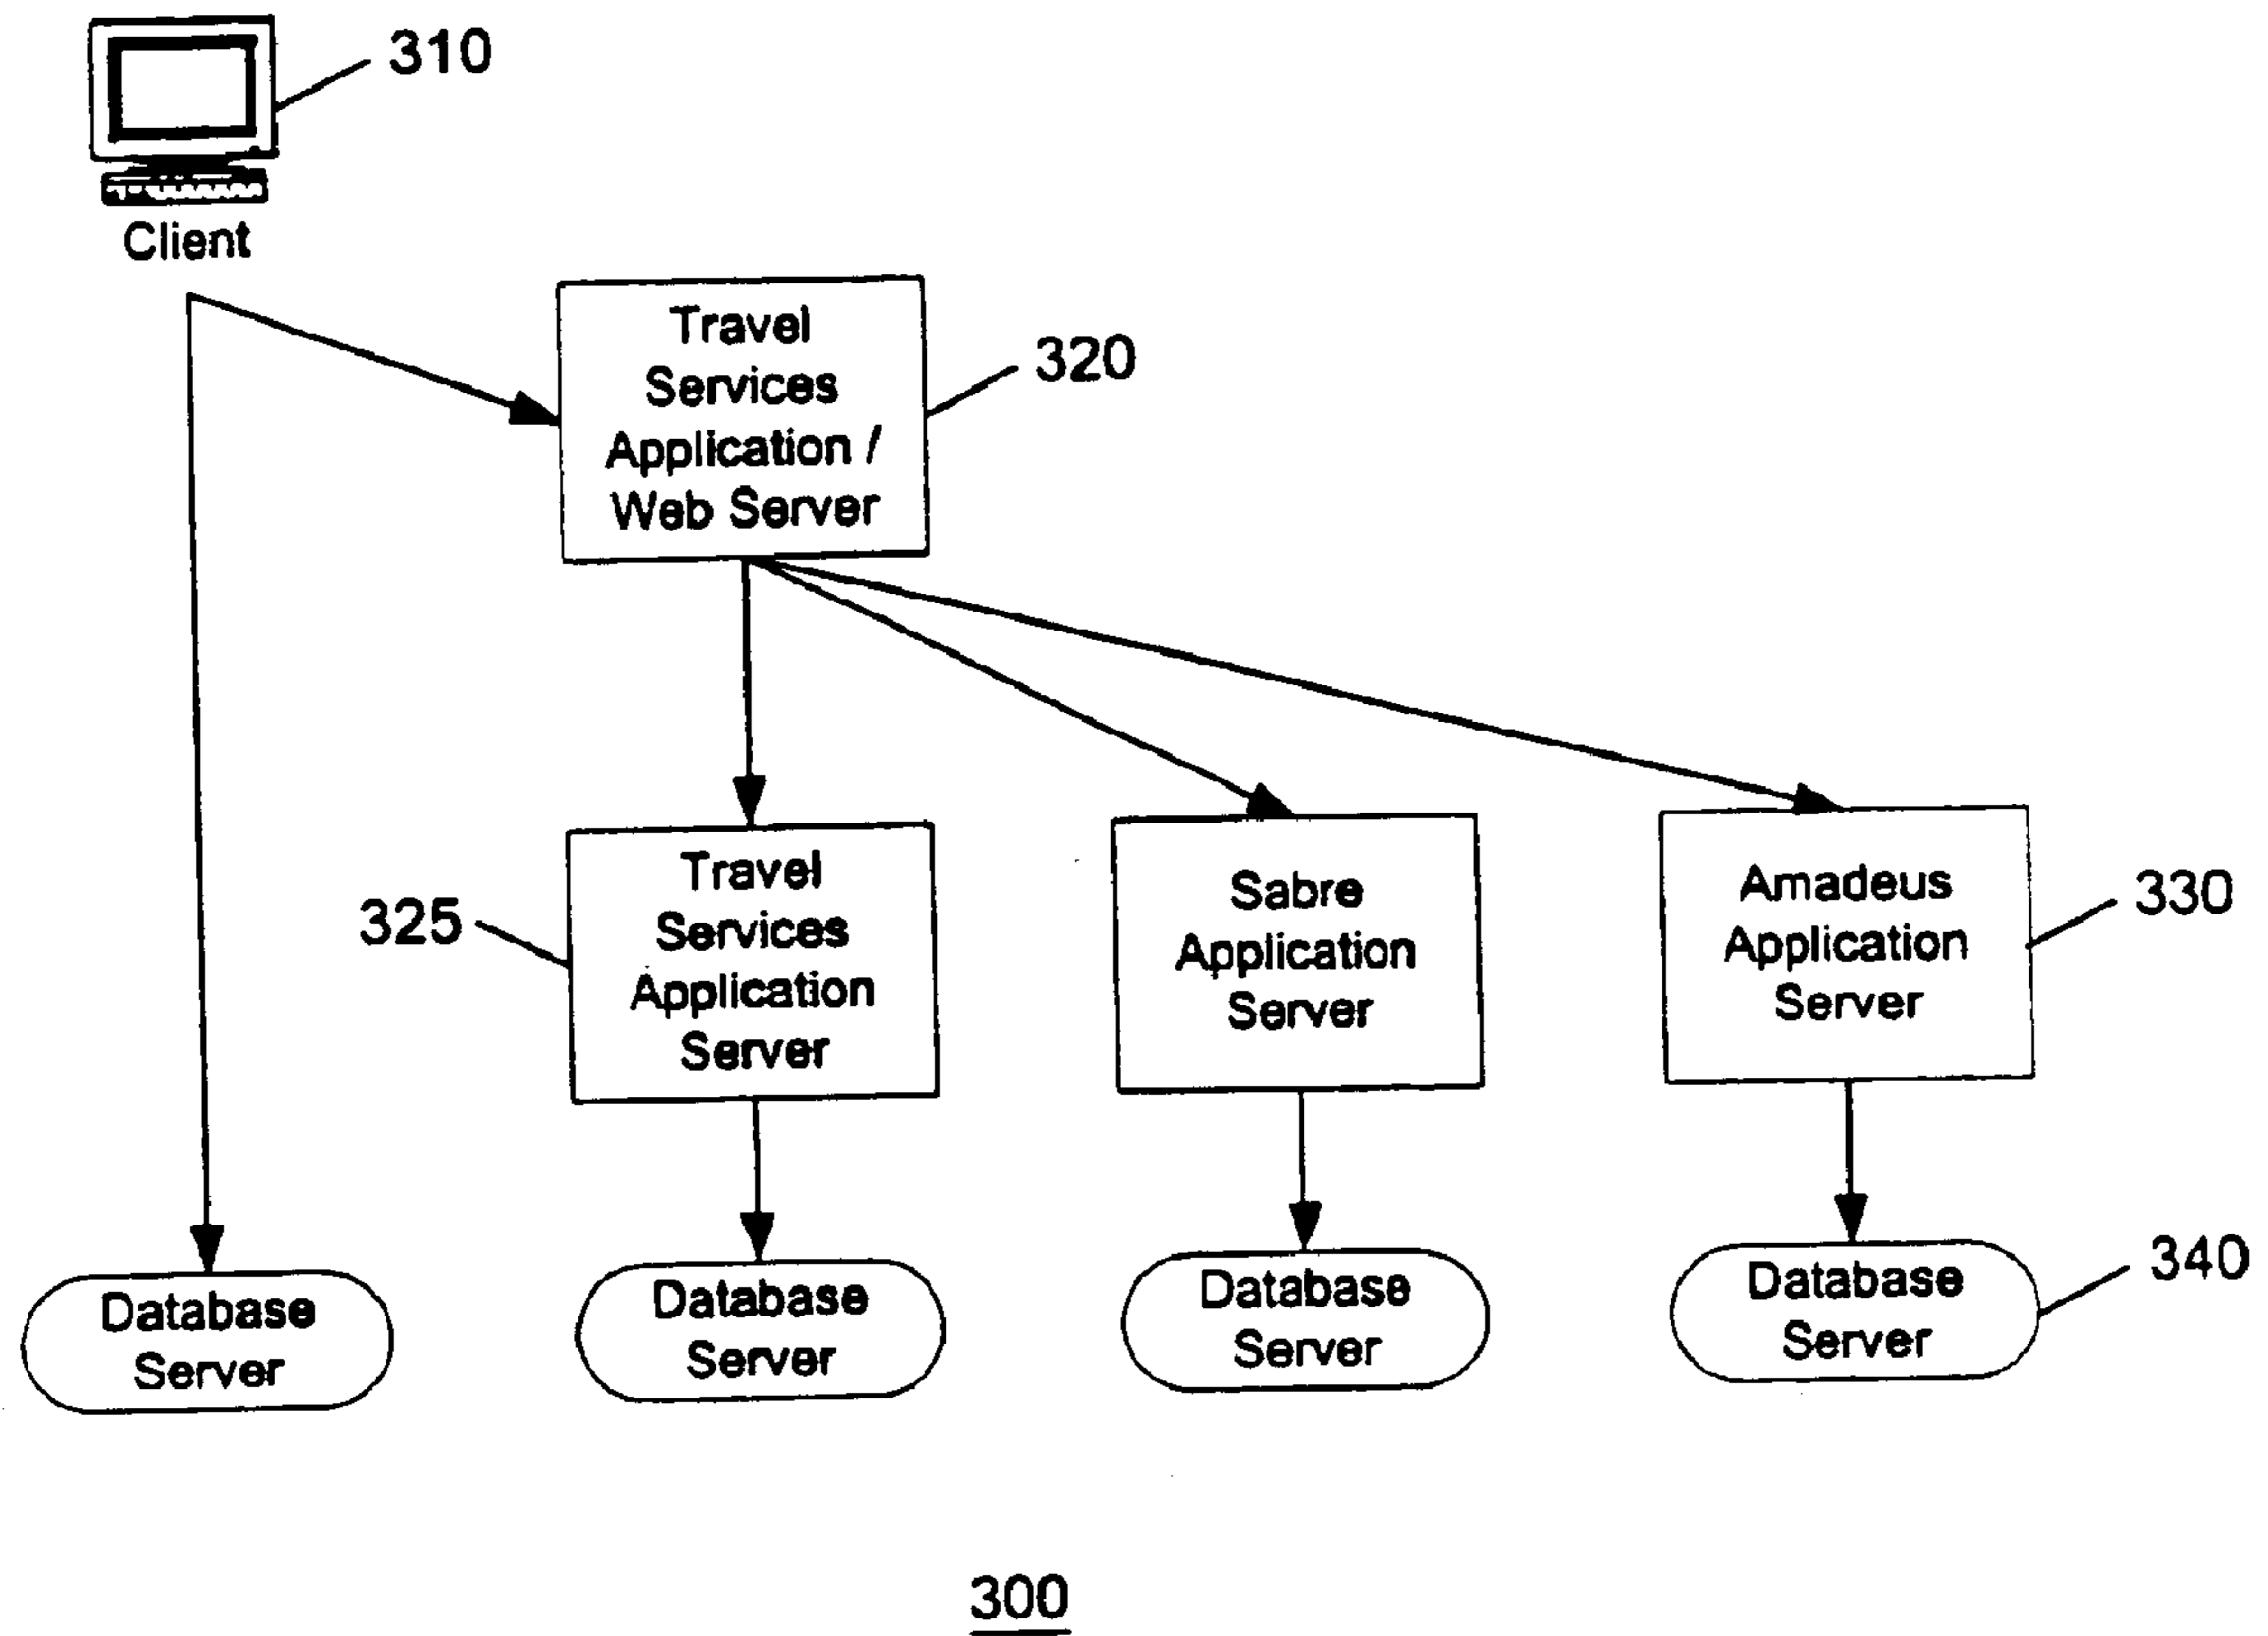 310
Client
Travel
Services
Application /
Web Server
320
325
Travel
Services
Application
Server
Sabre
Application
Server
Amadeus
Application
Server
330
Database
Server
Database
Server
Database
Server
Database
Server
340
300